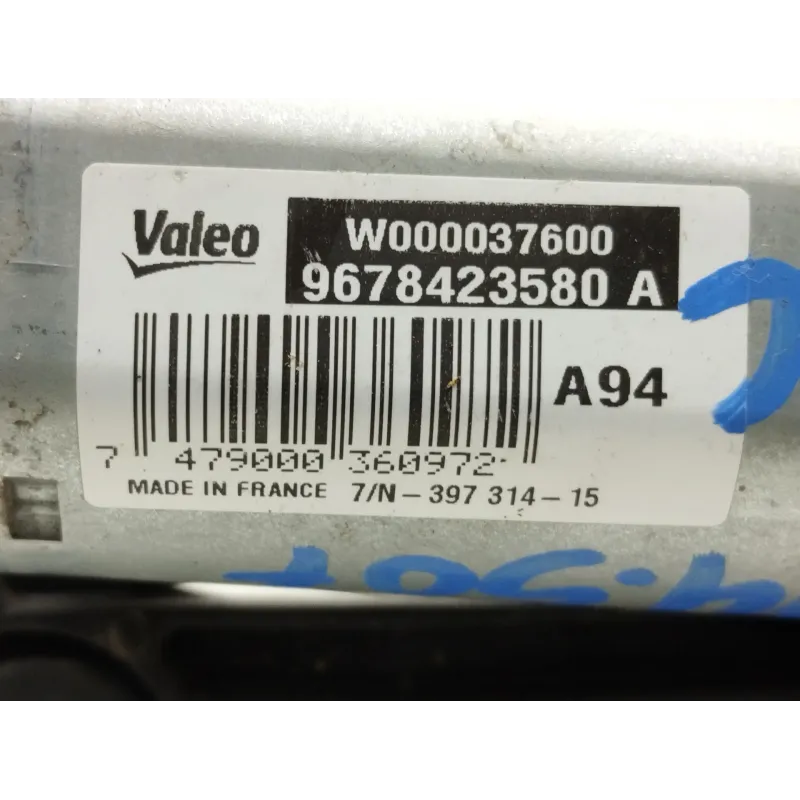 Valeo
W000037600
9678423580 A
A94
7 479000 360972
MADE IN FRANCE 7/N-397 314-15